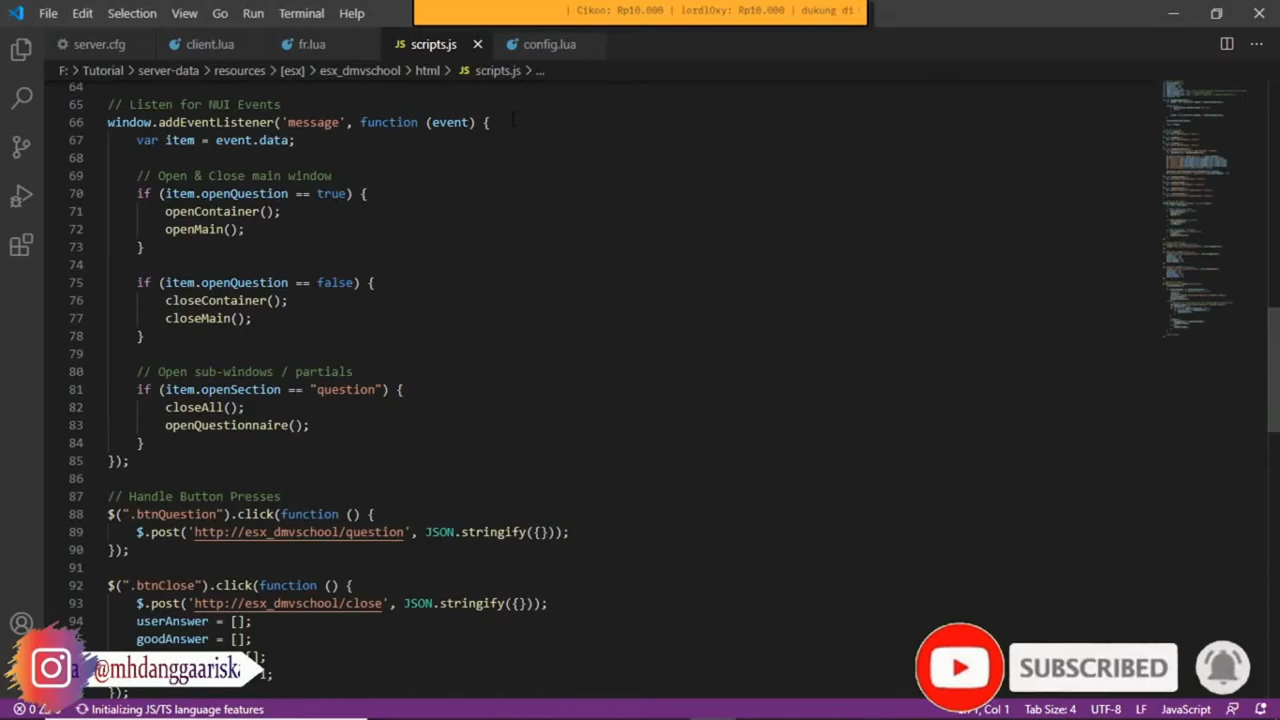 | Cikoo: Rp10.000 | lordlOxy: Rp10.000 | dukung di
File Edit Selection View Go Run Terminal Help
server.cfg client.lua fr.lua JS scripts.js config.lua
F: > Tutorial > server-data > resources > [esx] > esx_dmvschool > html > JS scripts.js > ...
64
65 // Listen for NUI Events
66 window.addEventListener('message', function (event) {
67 var item = event.data;
68
69 // Open & Close main window
70 if (item.openQuestion == true) {
71 openContainer();
72 openMain();
73 }
74
75 if (item.openQuestion == false) {
76 closeContainer();
77 closeMain();
78 }
79
80 // Open sub-windows / partials
81 if (item.openSection == "question") {
82 closeAll();
83 openQuestionnaire();
84 }
85 });
86
87 // Handle Button Presses
88 $(".btnQuestion").click(function () {
89 $.post('http://esx_dmvschool/question', JSON.stringify({}));
90 });
91
92 $(".btnClose").click(function () {
93 $.post('http://esx_dmvschool/close', JSON.stringify({}));
94 userAnswer = [];
goodAnswer = [];
[];
});
@mhdanggaariska
SUBSCRIBED
0 Initializing JS/TS language features
Col 1 Tab Size: 4 UTF-8 LF JavaScript